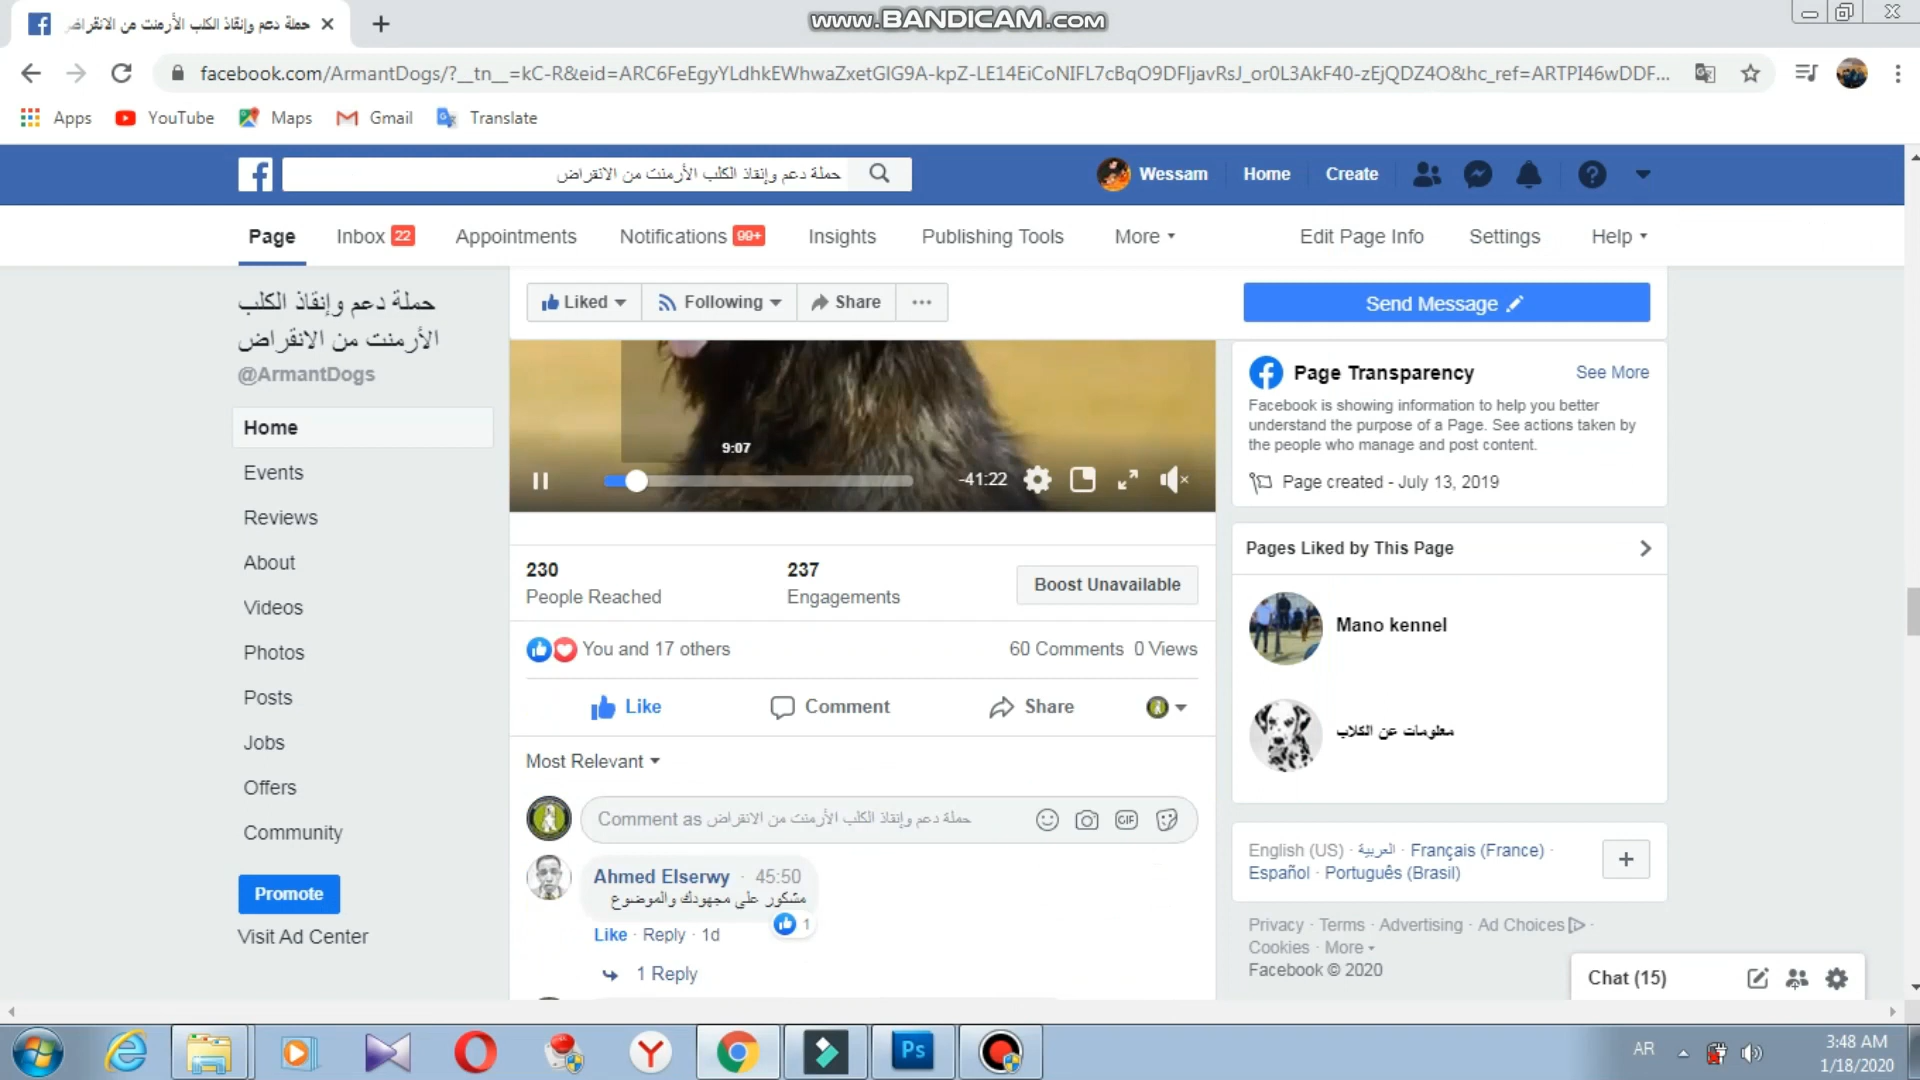 www.BANDICAM.com
حملة دعم وإنقاذ الكلب الأرمنت من الانقراض
facebook.com/ArmantDogs/?__tn__=kC-R&eid=ARC6FeEgyYLdhkEWhwaZxetGlG9A-kpZ-LE14EiCoNIFL7cBqO9DFljavRsJ_or0L3AkF40-zEjQDZ4O&hc_ref=ARTPI46wDDF...
Apps YouTube Maps Gmail Translate
حملة دعم وإنقاذ الكلب الأرمنت من الانقراض
Wessam Home Create
Page Inbox 22 Appointments Notifications 99+ Insights Publishing Tools More Edit Page Info Settings Help
حملة دعم وإنقاذ الكلب
الأرمنت من الانقراض
@ArmantDogs
Home
Events
Reviews
About
Videos
Photos
Posts
Jobs
Offers
Community
Promote
Visit Ad Center
Liked Following Share ...
Send Message
9:07
-41:22
230
People Reached
237
Engagements
Boost Unavailable
You and 17 others
60 Comments 0 Views
Like Comment Share
Most Relevant
Comment as حملة دعم وإنقاذ الكلب الأرمنت من الانقراض
GIF
Ahmed Elserwy · 45:50
مشكور على مجهودك والموضوع
1
Like · Reply · 1d
1 Reply
Page Transparency See More
Facebook is showing information to help you better
understand the purpose of a Page. See actions taken by
the people who manage and post content.
Page created - July 13, 2019
Pages Liked by This Page
Mano kennel
معلومات عن الكلاب
English (US) · العربية · Français (France) ·
Español · Português (Brasil)
Privacy · Terms · Advertising · Ad Choices ·
Cookies · More
Facebook © 2020
Chat (15)
Ps
AR
3:48 AM
1/18/2020